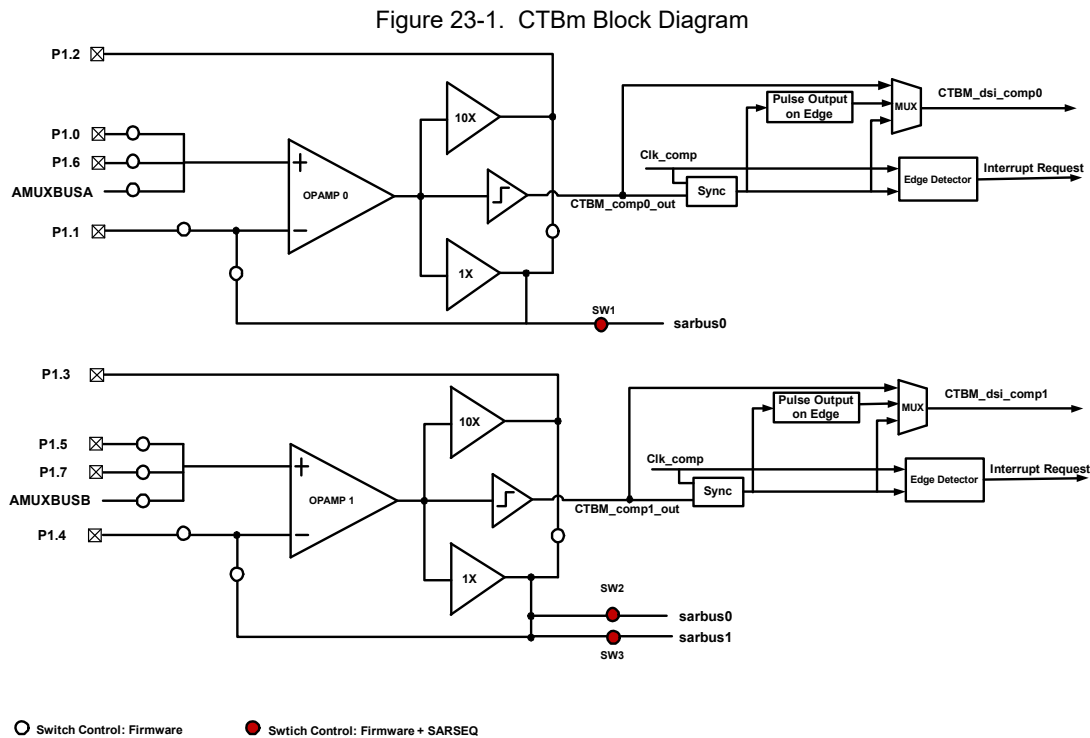 Figure 23-1. CTBm Block Diagram
P1.2
P1.0
P1.6
AMUXBUSA
P1.1
+
OPAMP 0
−
10X
1X
CTBM_comp0_out
Clk_comp
Sync
Pulse Output
on Edge
MUX
CTBM_dsi_comp0
Edge Detector
Interrupt Request
SW1
sarbus0
P1.3
P1.5
P1.7
AMUXBUSB
P1.4
+
OPAMP 1
−
10X
1X
CTBM_comp1_out
Clk_comp
Sync
Pulse Output
on Edge
MUX
CTBM_dsi_comp1
Edge Detector
Interrupt Request
SW2
sarbus0
sarbus1
SW3
Switch Control: Firmware
Swtich Control: Firmware + SARSEQ